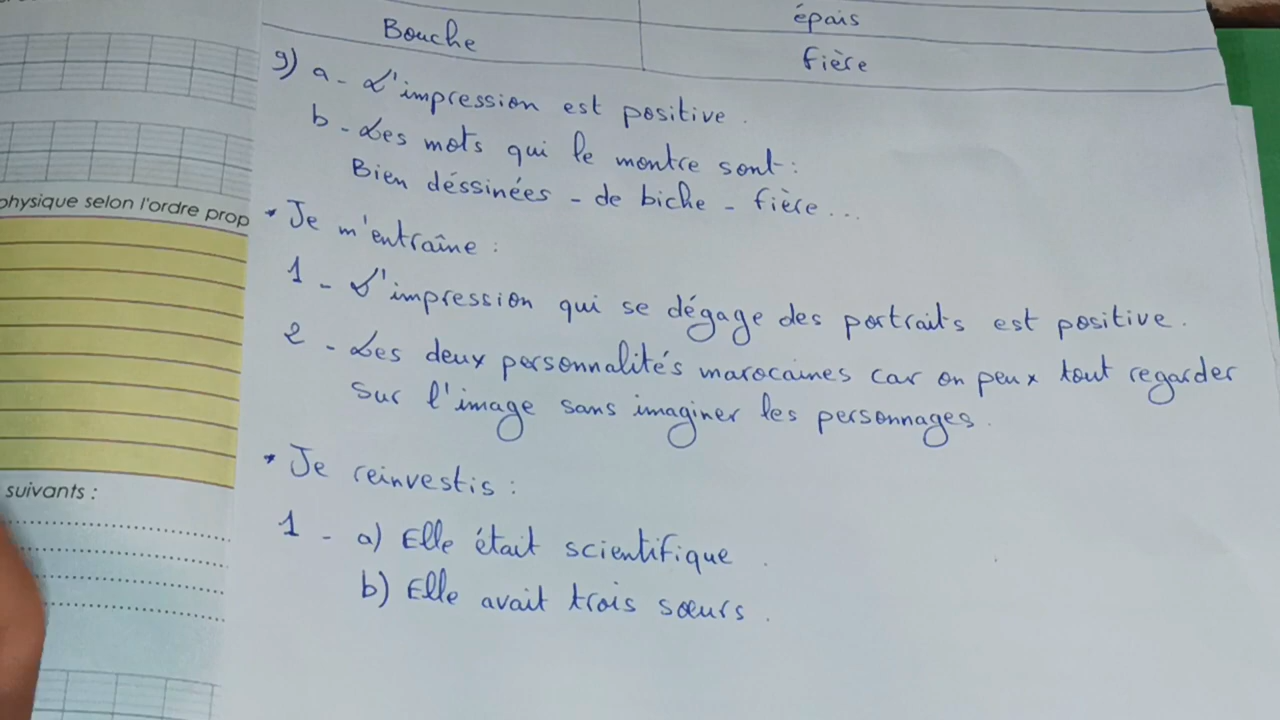 épais
Bouche
fière
9) a - L'impression est positive.
b - Les mots qui le montre sont :
Bien déssinées - de biche - fière...
physique selon l'ordre prop
* Je m'entraîne :
1 - L'impression qui se dégage des portraits est positive.
2 - Les deux personnalités marocaines car on peux tout regarder
sur l'image sans imaginer les personnages.
* Je reinvestis :
suivants :
1 - a) Elle était scientifique.
b) Elle avait trois sœurs.